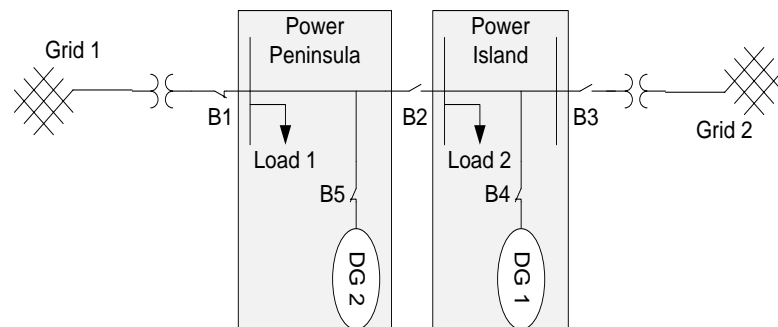 Grid 1
Power
Peninsula
Power
Island
B1
B2
B3
Grid 2
Load 1
Load 2
B5
B4
DG 2
DG 1